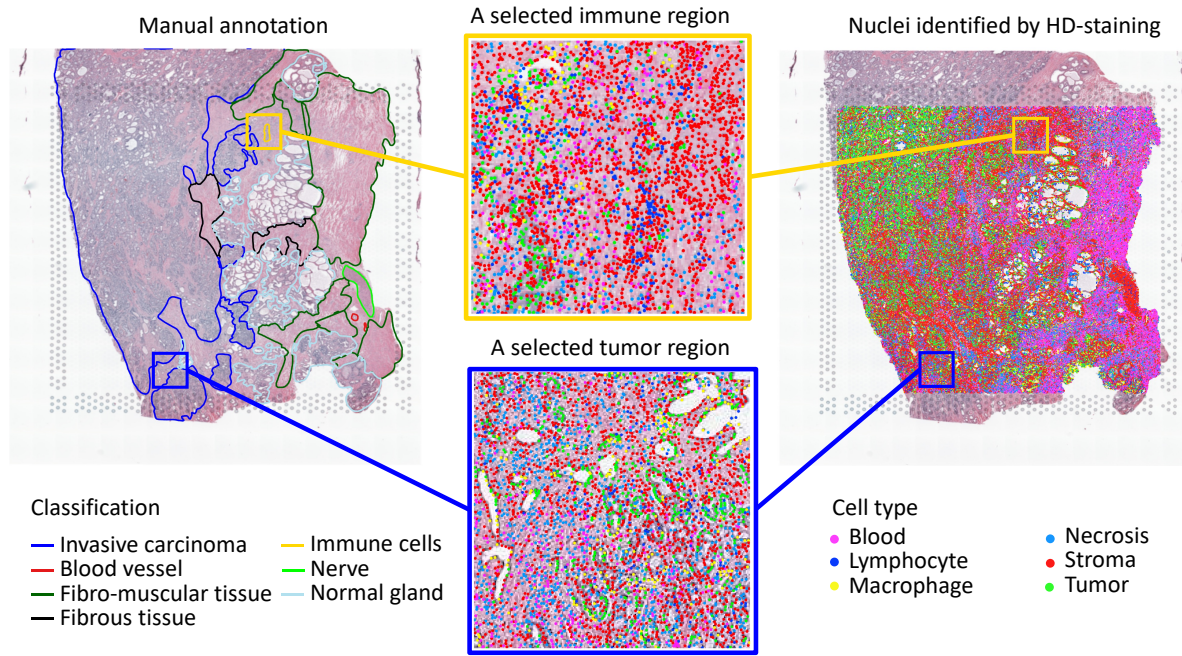 Manual annotation
A selected immune region
Nuclei identified by HD-staining
A selected tumor region
Classification
Invasive carcinoma
Blood vessel
Fibro-muscular tissue
Fibrous tissue
Immune cells
Nerve
Normal gland
Cell type
Blood
Lymphocyte
Macrophage
Necrosis
Stroma
Tumor